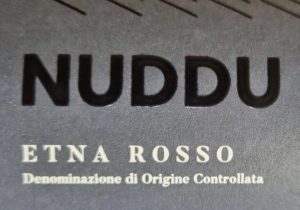 NUDDU
ETNA ROSSO
Denominazione di Origine Controllata